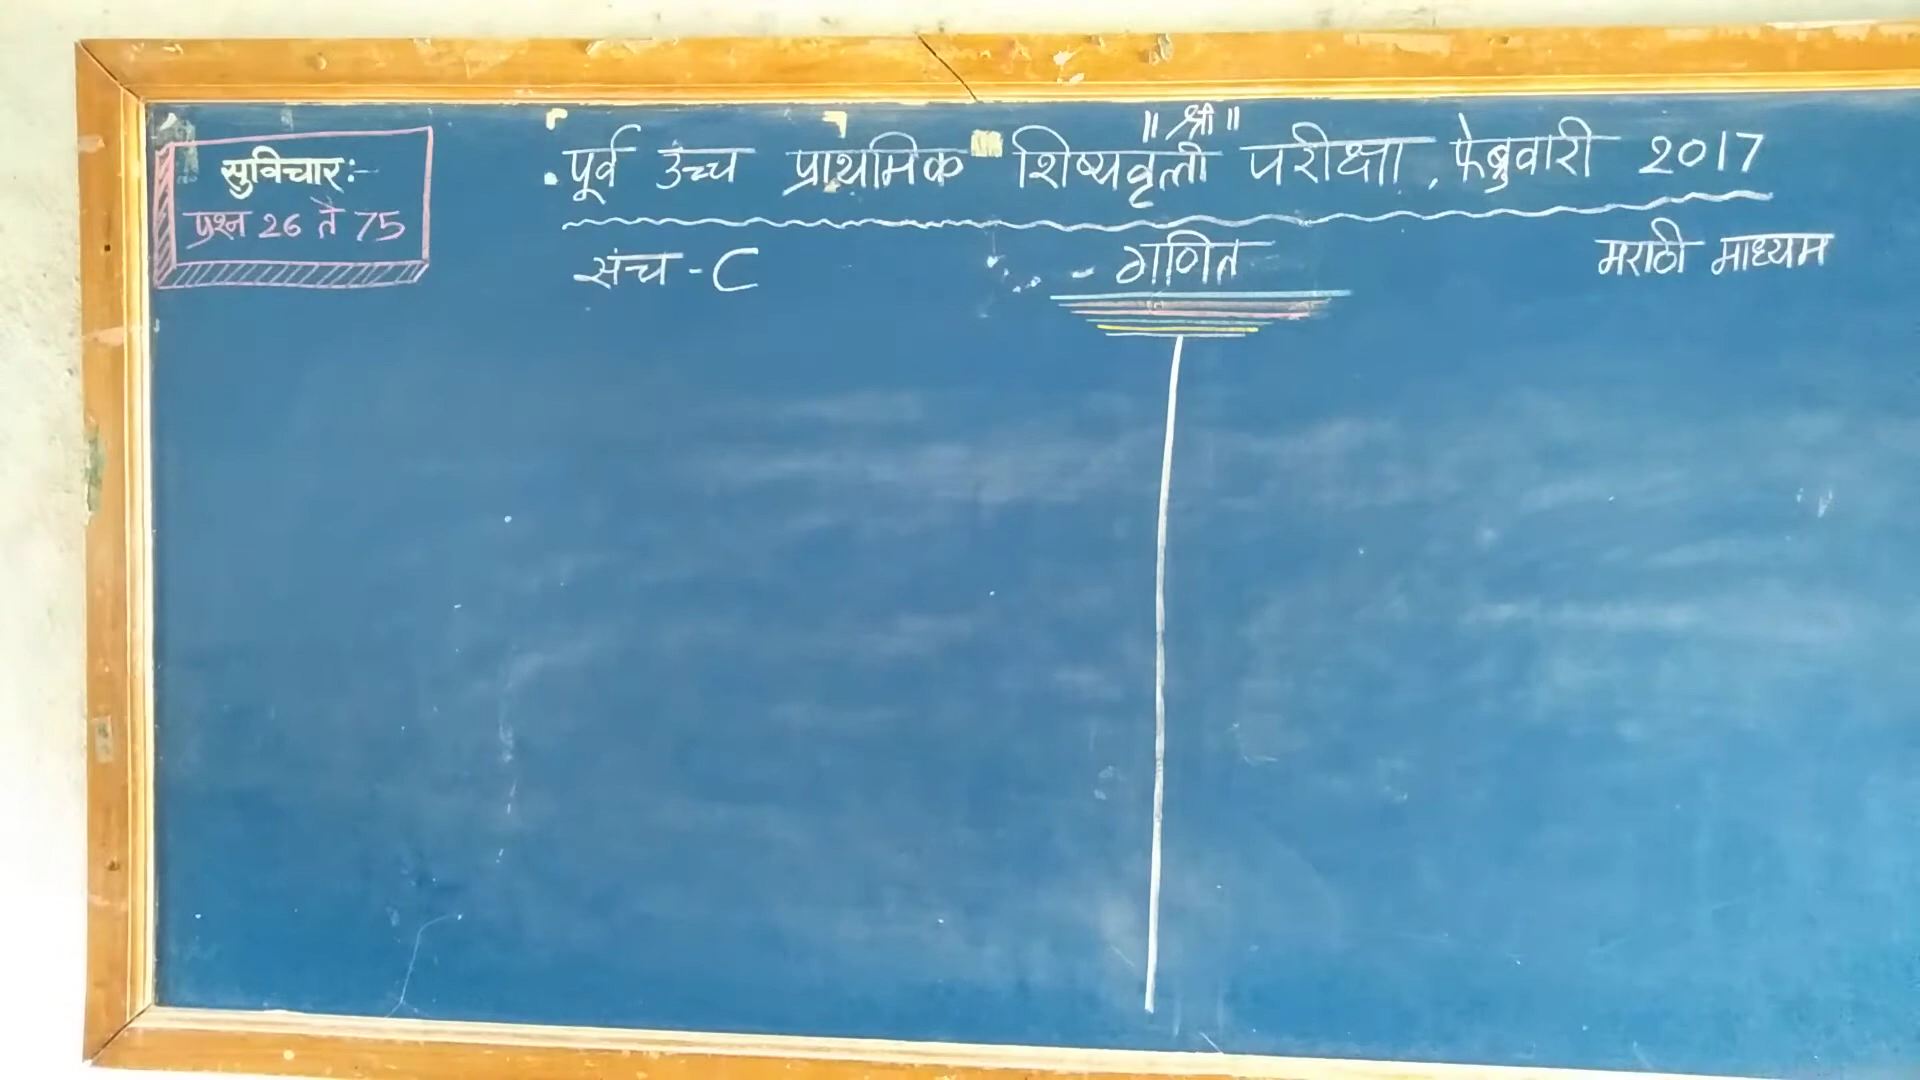 ॥ श्री ॥
पूर्व उच्च प्राथमिक शिष्यवृत्ती परीक्षा, फेब्रुवारी 2017
सुविचार:-
प्रश्न 26 ते 75
संच - C गणित मराठी माध्यम